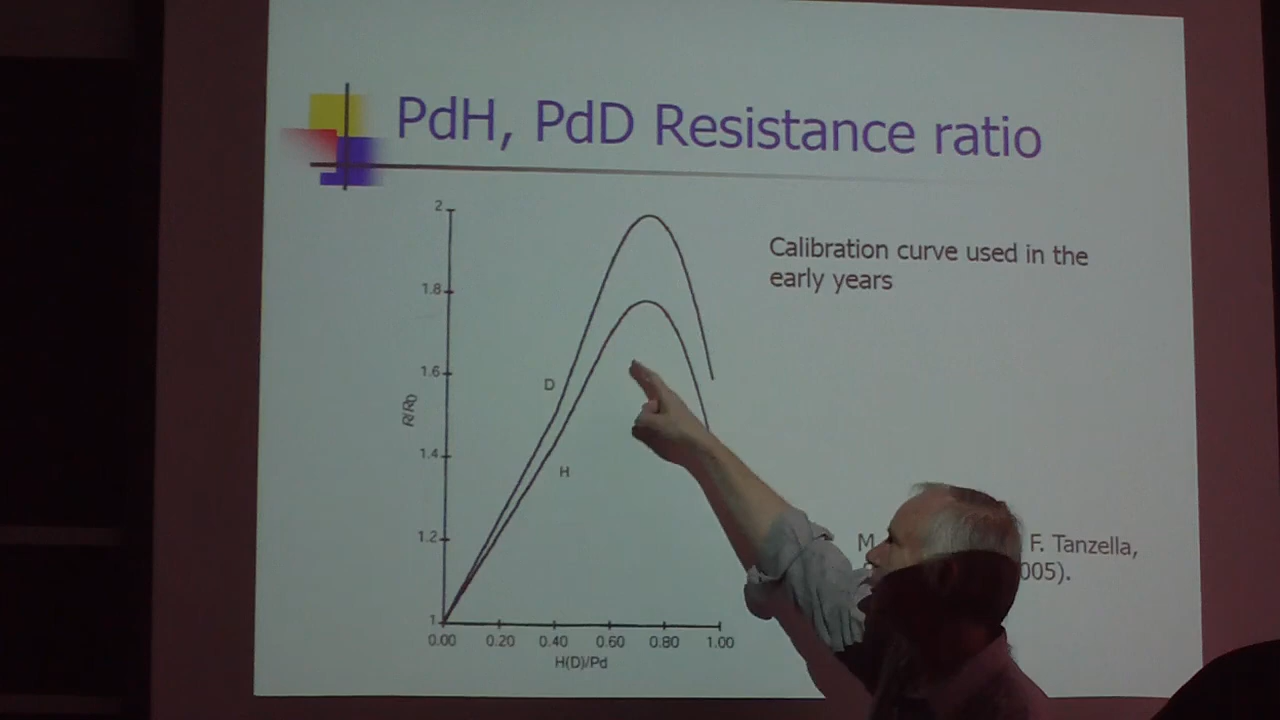 PdH, PdD Resistance ratio
Calibration curve used in the
early years
2
1.8
1.6
1.4
1.2
1
R/Ro
D
H
0.00 0.20 0.40 0.60 0.80 1.00
H(D)/Pd
M F. Tanzella,
005).